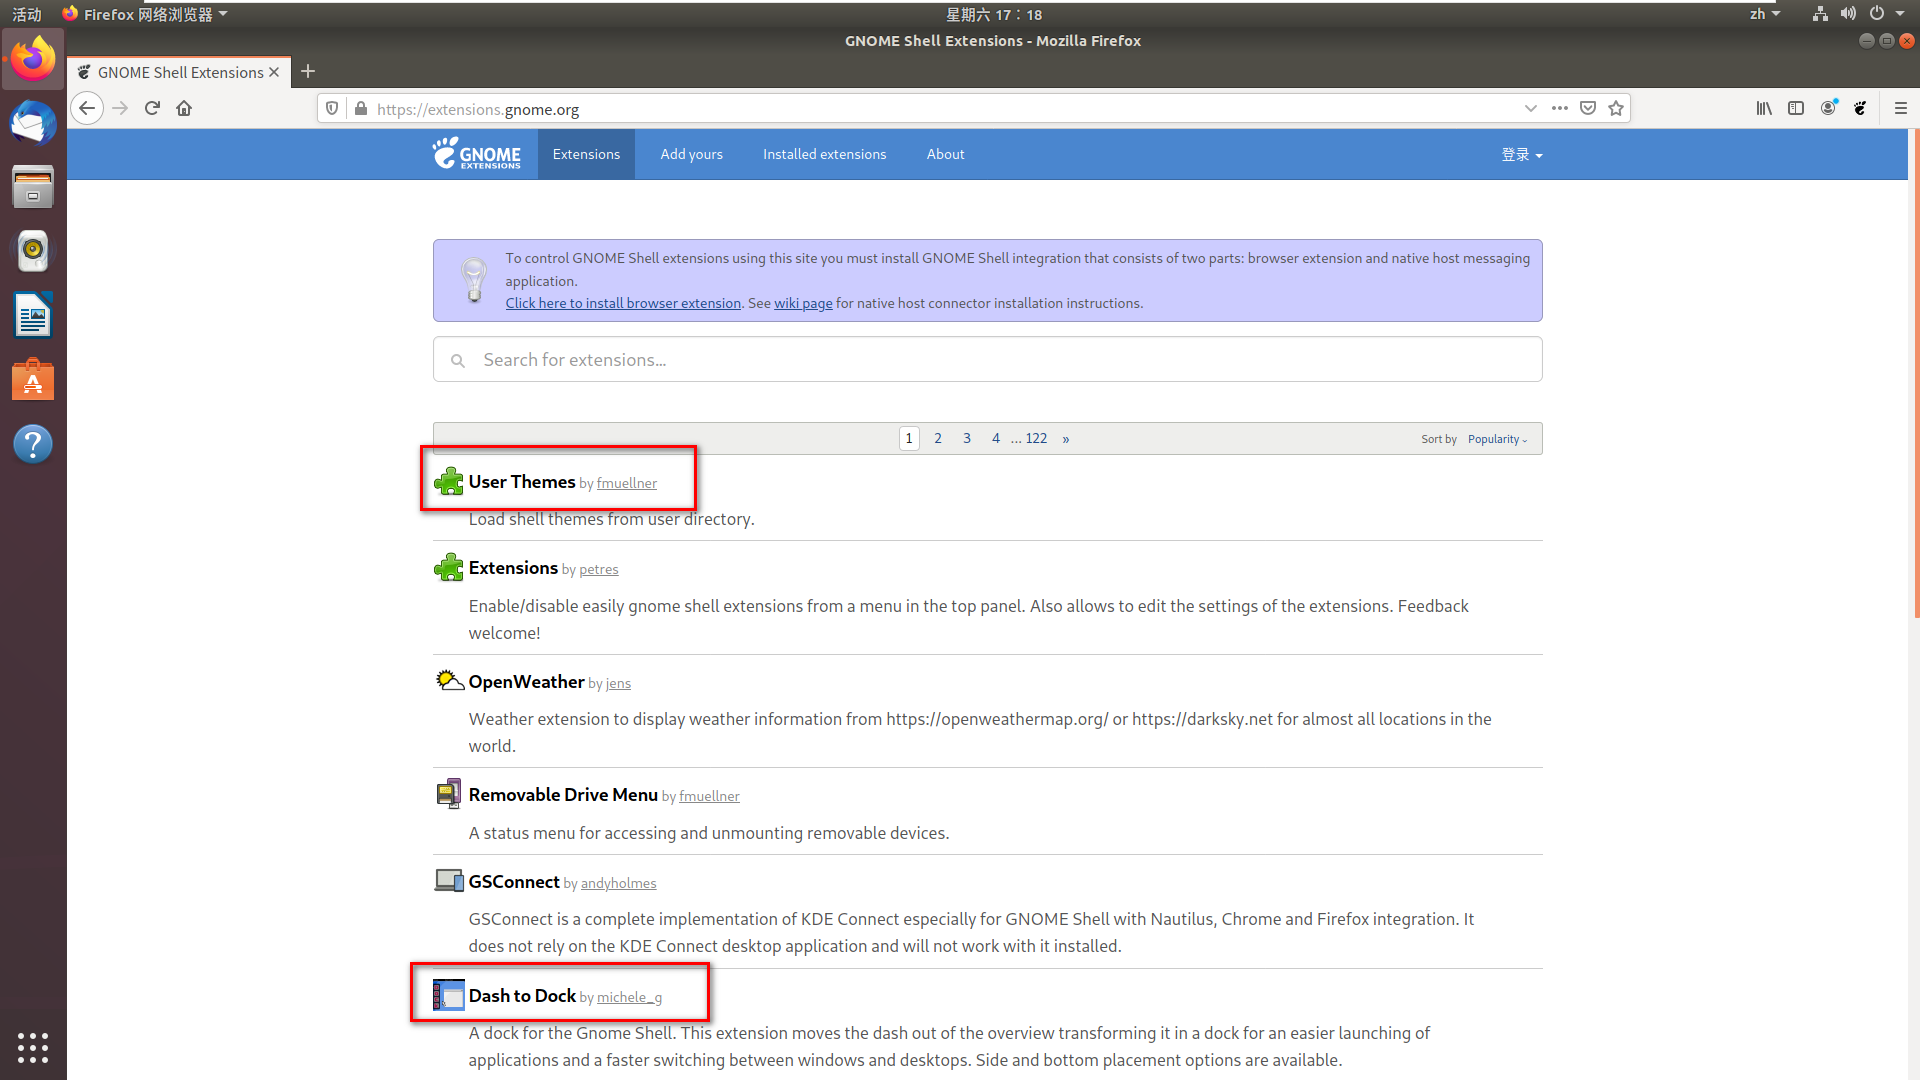 活动 Firefox 网络浏览器 星期六 17：18 zh
GNOME Shell Extensions - Mozilla Firefox
GNOME Shell Extensions
https://extensions.gnome.org
GNOME EXTENSIONS Extensions Add yours Installed extensions About 登录
To control GNOME Shell extensions using this site you must install GNOME Shell integration that consists of two parts: browser extension and native host messaging
application.
Click here to install browser extension. See wiki page for native host connector installation instructions.
Search for extensions...
1 2 3 4 ... 122 » Sort by Popularity
User Themes by fmuellner
Load shell themes from user directory.
Extensions by petres
Enable/disable easily gnome shell extensions from a menu in the top panel. Also allows to edit the settings of the extensions. Feedback
welcome!
OpenWeather by jens
Weather extension to display weather information from https://openweathermap.org/ or https://darksky.net for almost all locations in the
world.
Removable Drive Menu by fmuellner
A status menu for accessing and unmounting removable devices.
GSConnect by andyholmes
GSConnect is a complete implementation of KDE Connect especially for GNOME Shell with Nautilus, Chrome and Firefox integration. It
does not rely on the KDE Connect desktop application and will not work with it installed.
Dash to Dock by michele_g
A dock for the Gnome Shell. This extension moves the dash out of the overview transforming it in a dock for an easier launching of
applications and a faster switching between windows and desktops. Side and bottom placement options are available.